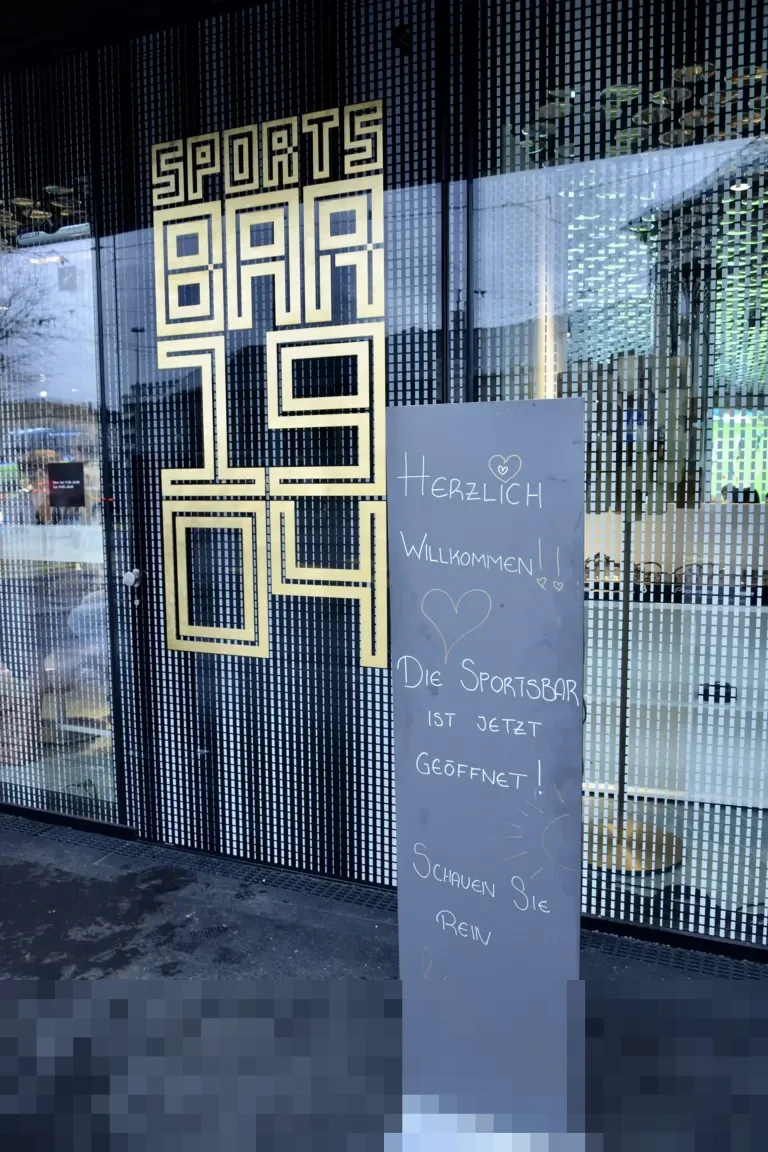 SPORTS
BAR
19
04
HERZLICH
WILLKOMMEN!!
DIE SPORTSBAR
IST JETZT
GEÖFFNET!
SCHAUEN SIE
REIN